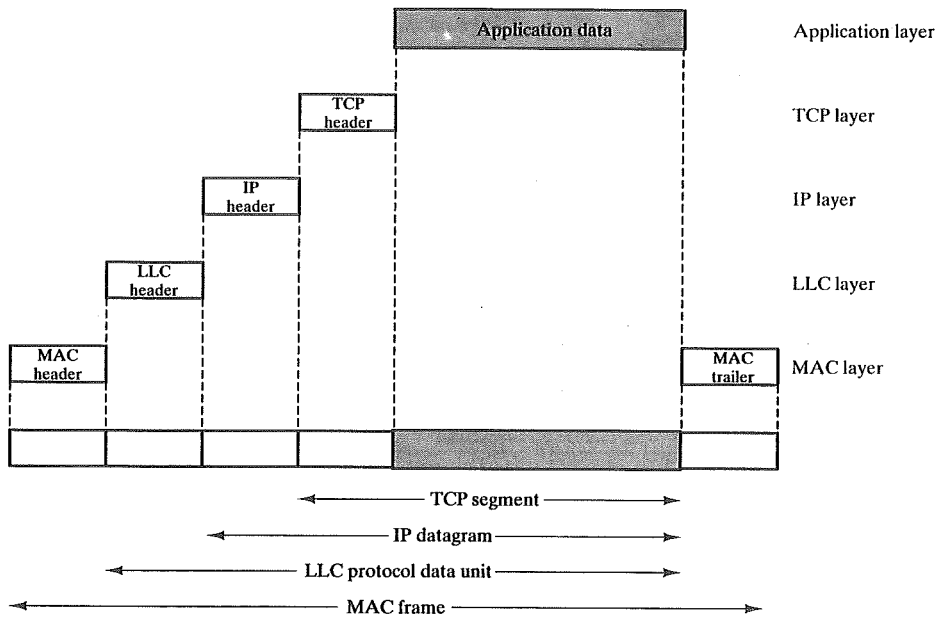 Application data
Application layer
TCP
header
TCP layer
IP
header
IP layer
LLC
header
LLC layer
MAC
header
MAC
trailer
MAC layer
TCP segment
IP datagram
LLC protocol data unit
MAC frame